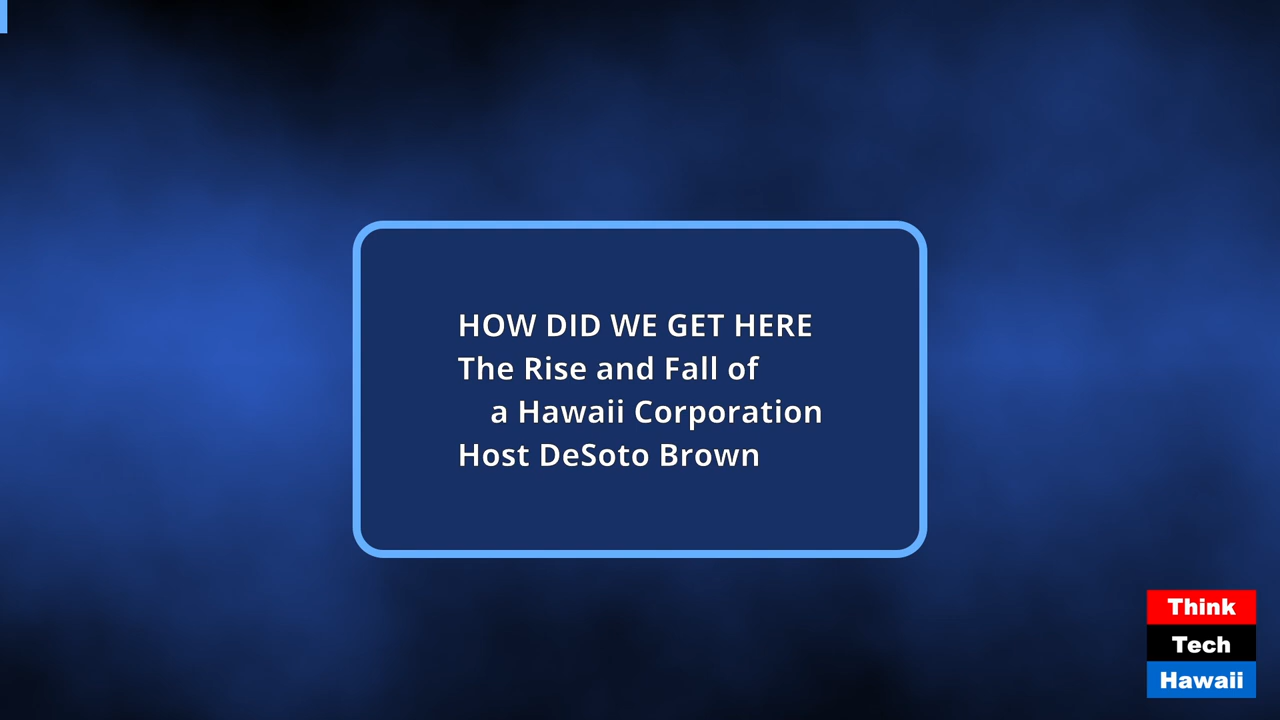 HOW DID WE GET HERE
The Rise and Fall of
a Hawaii Corporation
Host DeSoto Brown
Think
Tech
Hawaii